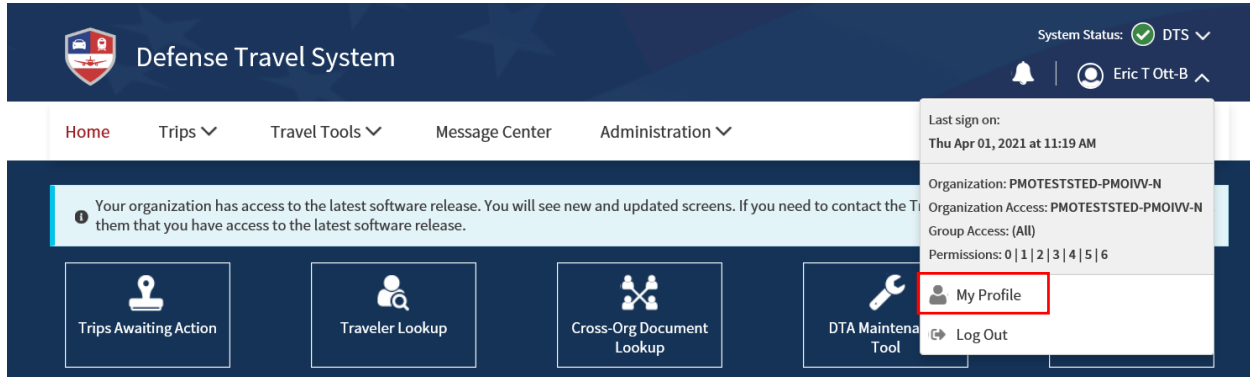 System Status: DTS
Defense Travel System
Eric T Ott-B
Home Trips Travel Tools Message Center Administration
Last sign on:
Thu Apr 01, 2021 at 11:19 AM
Organization: PMOTESTSTED-PMOIVV-N
Organization Access: PMOTESTSTED-PMOIVV-N
Group Access: (All)
Permissions: 0 | 1 | 2 | 3 | 4 | 5 | 6
My Profile
Log Out
Your organization has access to the latest software release. You will see new and updated screens. If you need to contact the
them that you have access to the latest software release.
Trips Awaiting Action
Traveler Lookup
Cross-Org Document
Lookup
DTA
Tool